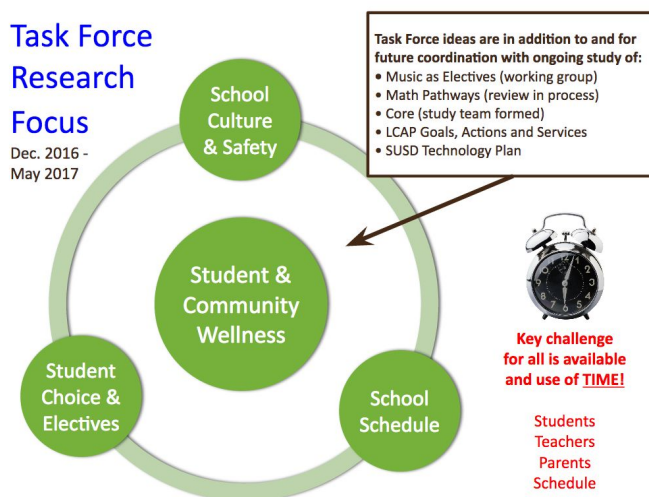 Task Force
Research
Focus
Dec. 2016 -
May 2017
School
Culture
& Safety
Task Force ideas are in addition to and for
future coordination with ongoing study of:
• Music as Electives (working group)
• Math Pathways (review in process)
• Core (study team formed)
• LCAP Goals, Actions and Services
• SUSD Technology Plan
Student &
Community
Wellness
Student
Choice &
Electives
School
Schedule
Key challenge
for all is available
and use of TIME!
Students
Teachers
Parents
Schedule